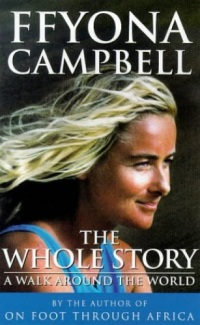 FFYONA
CAMPBELL
THE
WHOLE STORY
A WALK AROUND THE WORLD
BY THE AUTHOR OF
ON FOOT THROUGH AFRICA